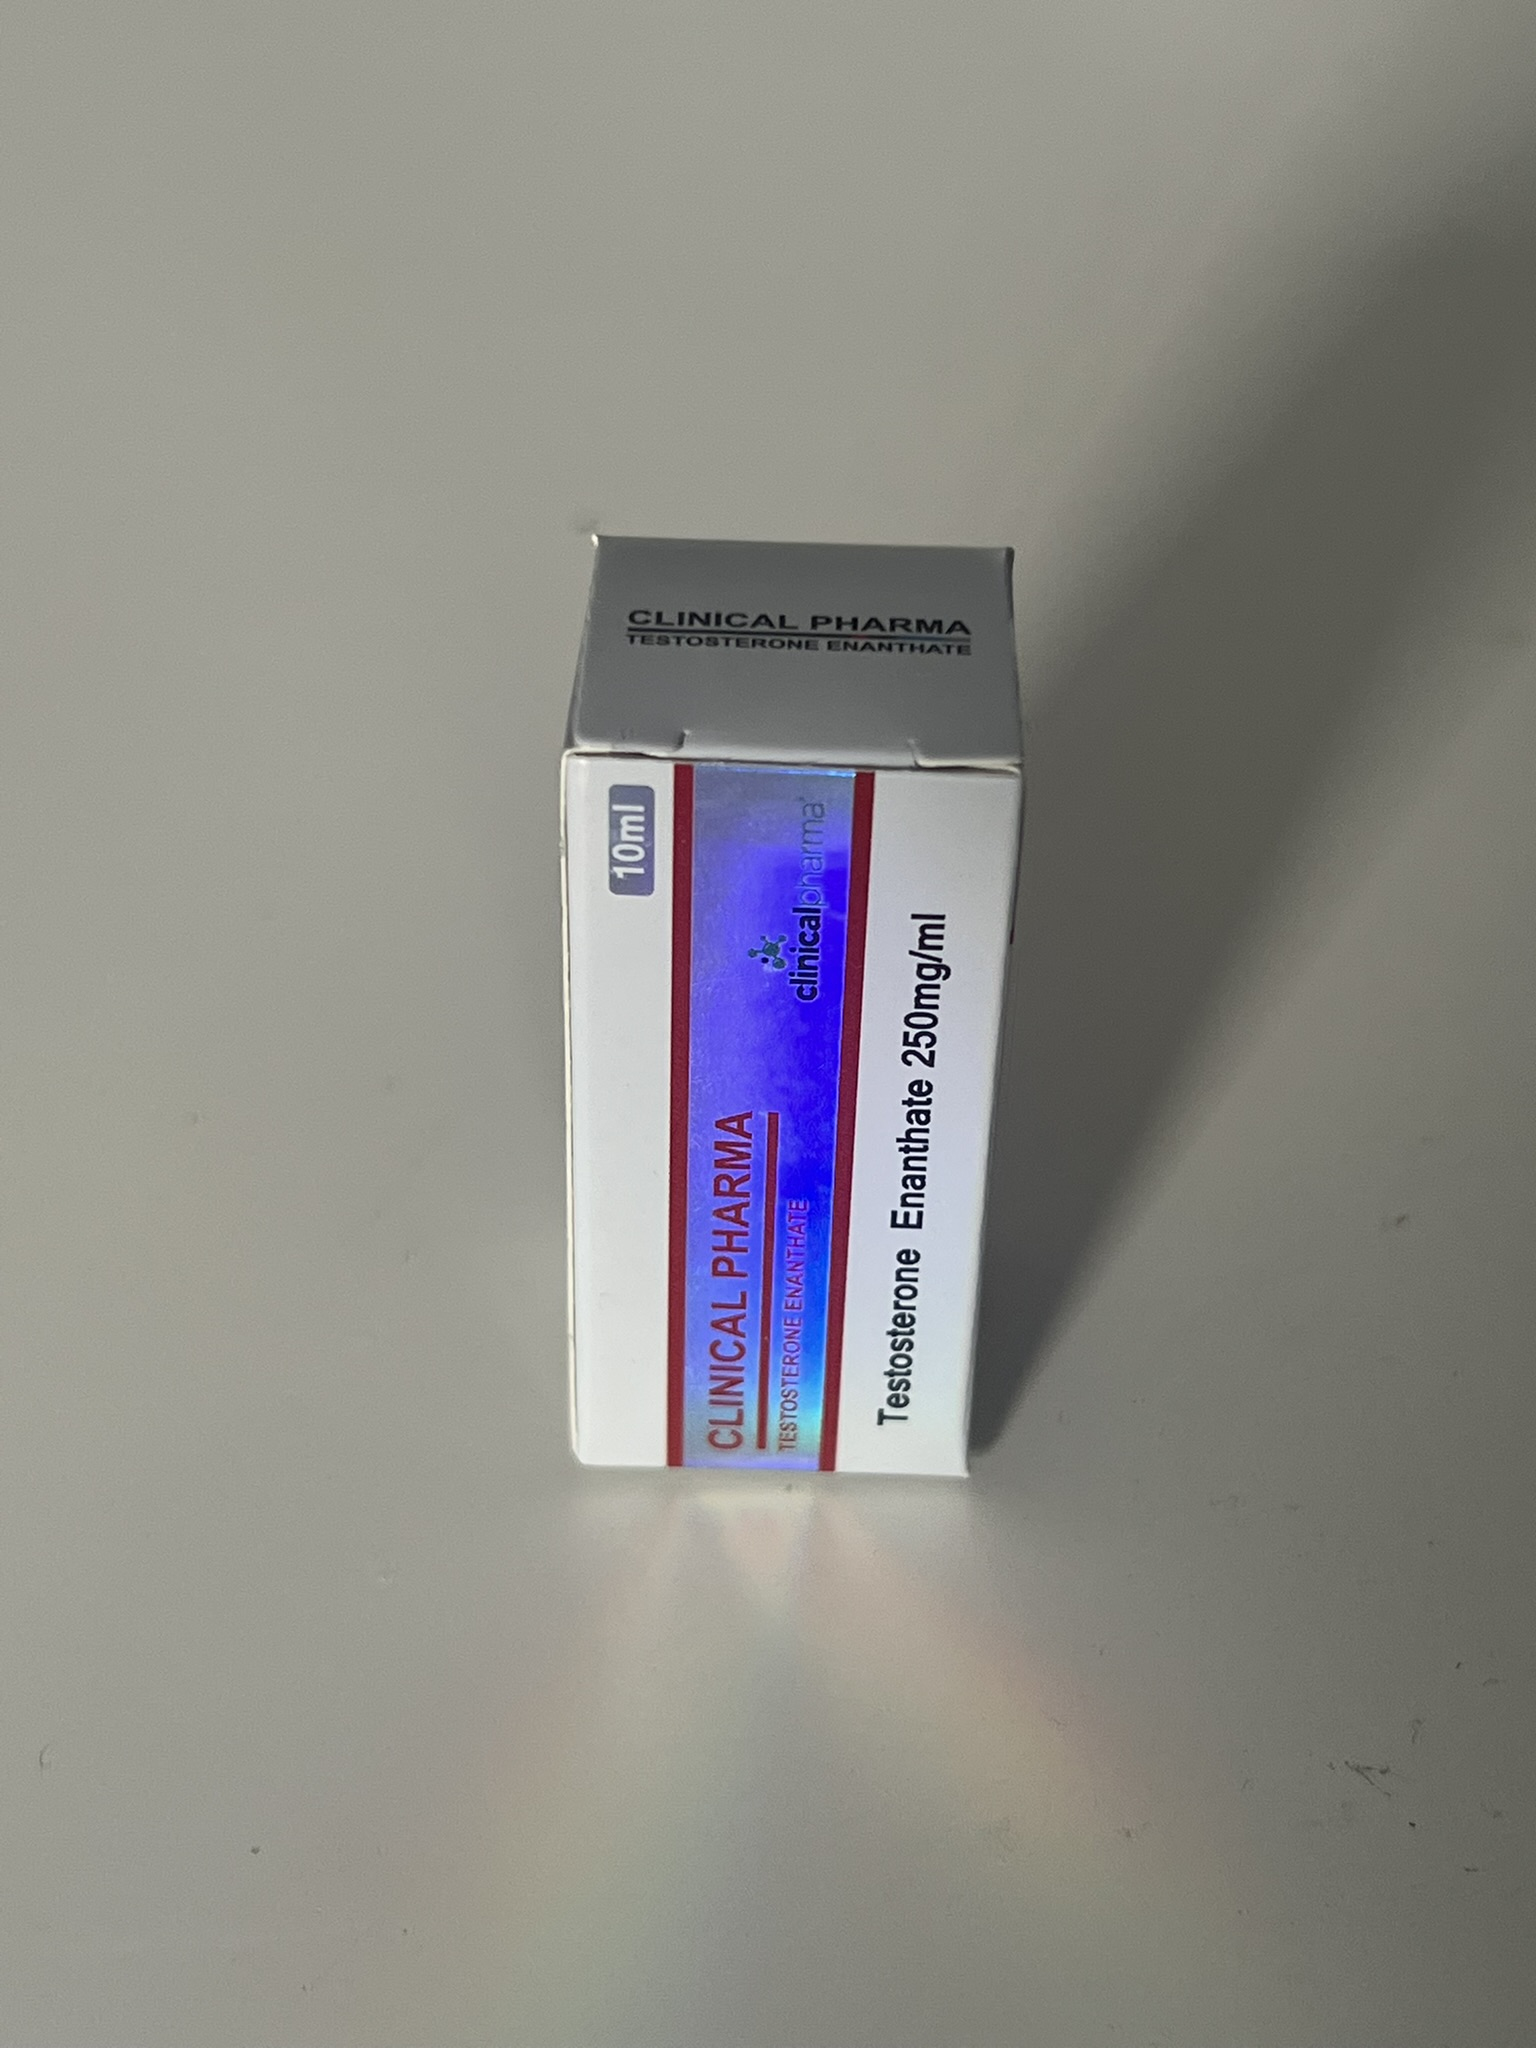 CLINICAL PHARMA
TESTOSTERONE ENANTHATE
10ml
CLINICAL PHARMA
TESTOSTERONE ENANTHATE
clinicalpharma
Testosterone Enanthate 250mg/ml